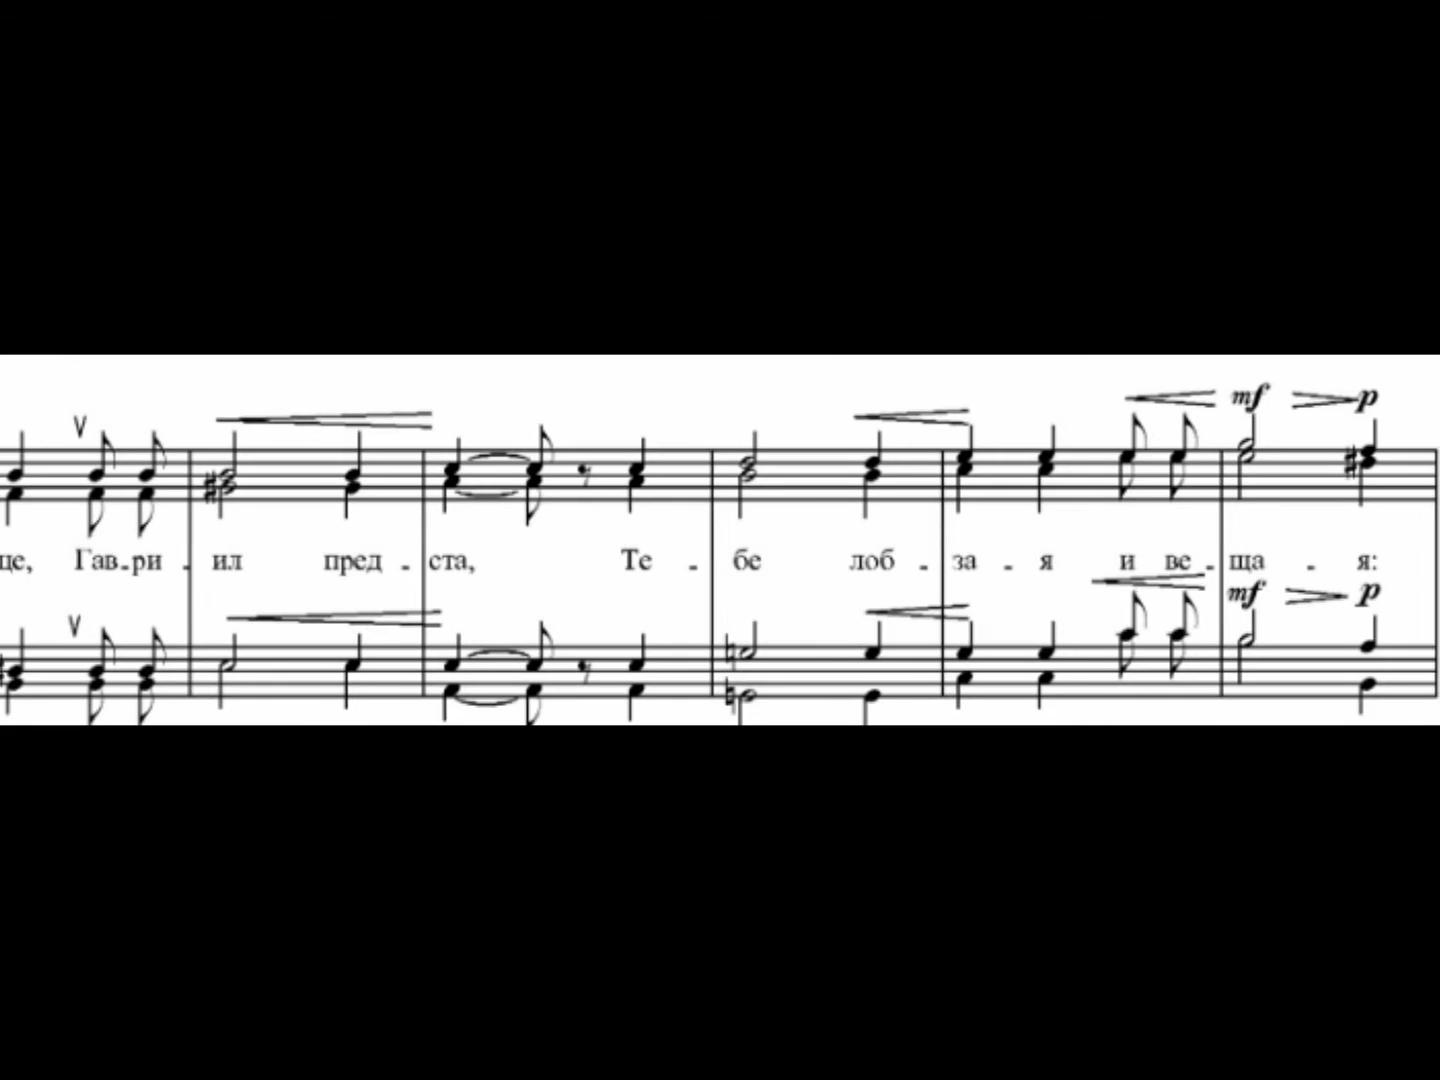 mf p
це, Гав-ри-ил пред-ста, Те-бе лоб-за-я и ве-ща-я:
mf p